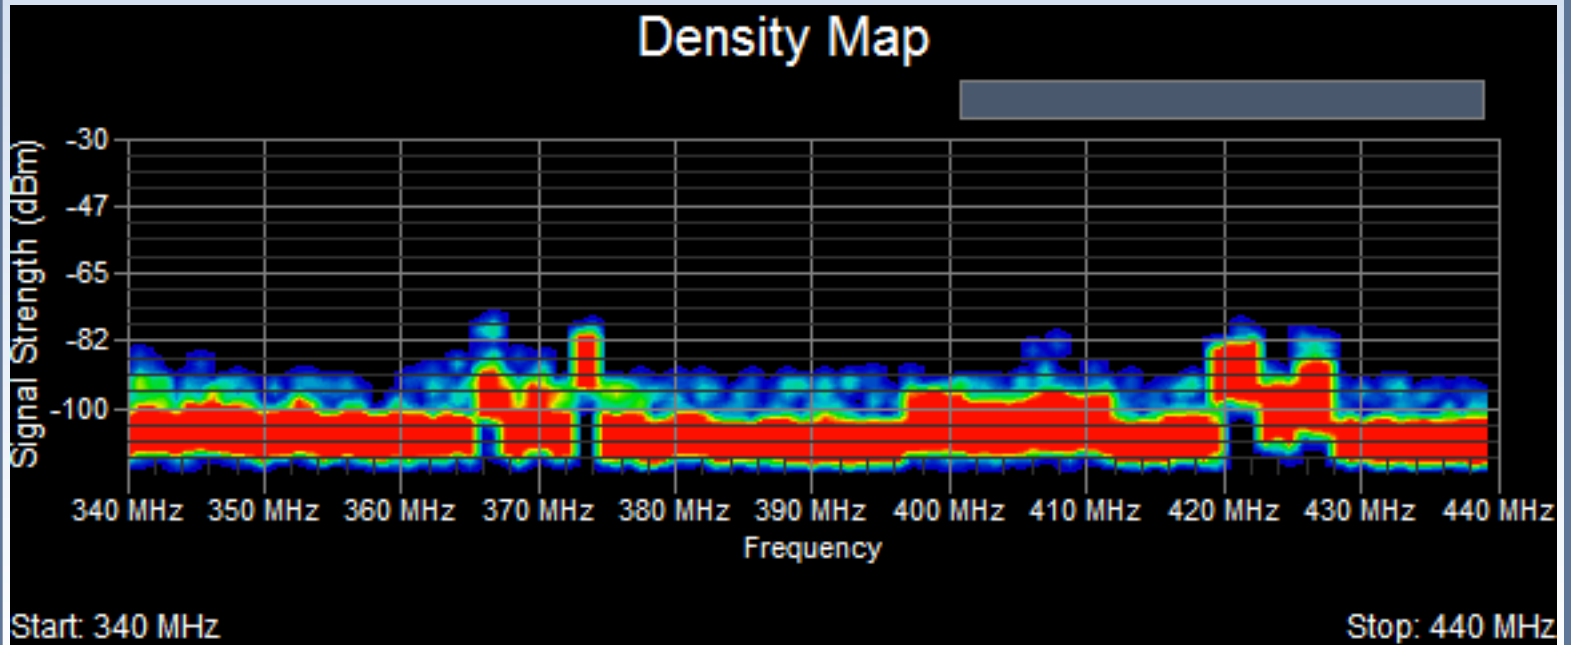 Density Map
Signal Strength (dBm)
-30
-47
-65
-82
-100
340 MHz 350 MHz 360 MHz 370 MHz 380 MHz 390 MHz 400 MHz 410 MHz 420 MHz 430 MHz 440 MHz
Frequency
Start: 340 MHz Stop: 440 MHz